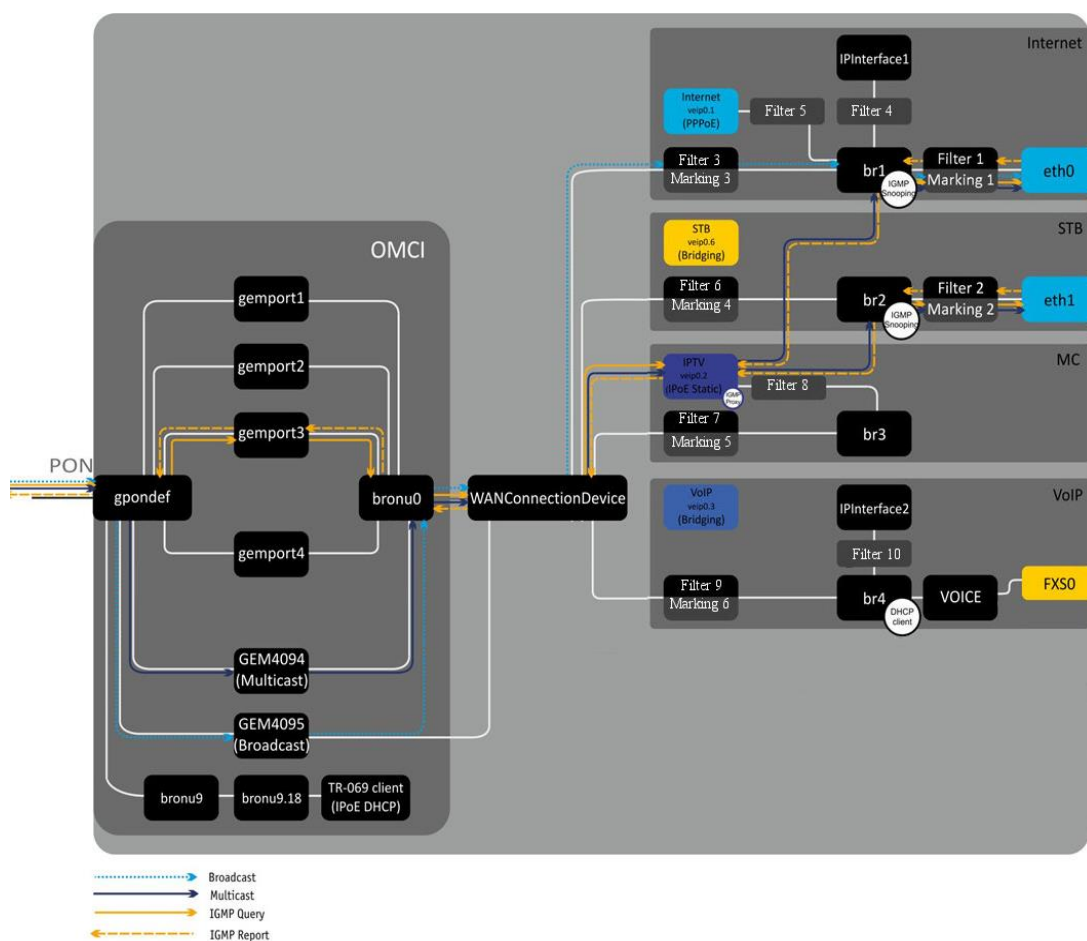 Internet
IPInterface1
Internet
veip0.1
(PPPoE)
Filter 5
Filter 4
Filter 3
Marking 3
br1
IGMP
Snooping
Filter 1
Marking 1
eth0
STB
STB
veip0.6
(Bridging)
Filter 6
Marking 4
br2
IGMP
Snooping
Filter 2
Marking 2
eth1
MC
IPTV
veip0.2
(IPoE Static)
IGMP
Proxy
Filter 8
Filter 7
Marking 5
br3
VoIP
VoIP
veip0.3
(Bridging)
IPInterface2
Filter 10
Filter 9
Marking 6
br4
DHCP
client
VOICE
FXS0
OMCI
gemport1
gemport2
gemport3
PON
gpondef
bronu0
WANConnectionDevice
gemport4
GEM4094
(Multicast)
GEM4095
(Broadcast)
bronu9
bronu9.18
TR-069 client
(IPoE DHCP)
Broadcast
Multicast
IGMP Query
IGMP Report